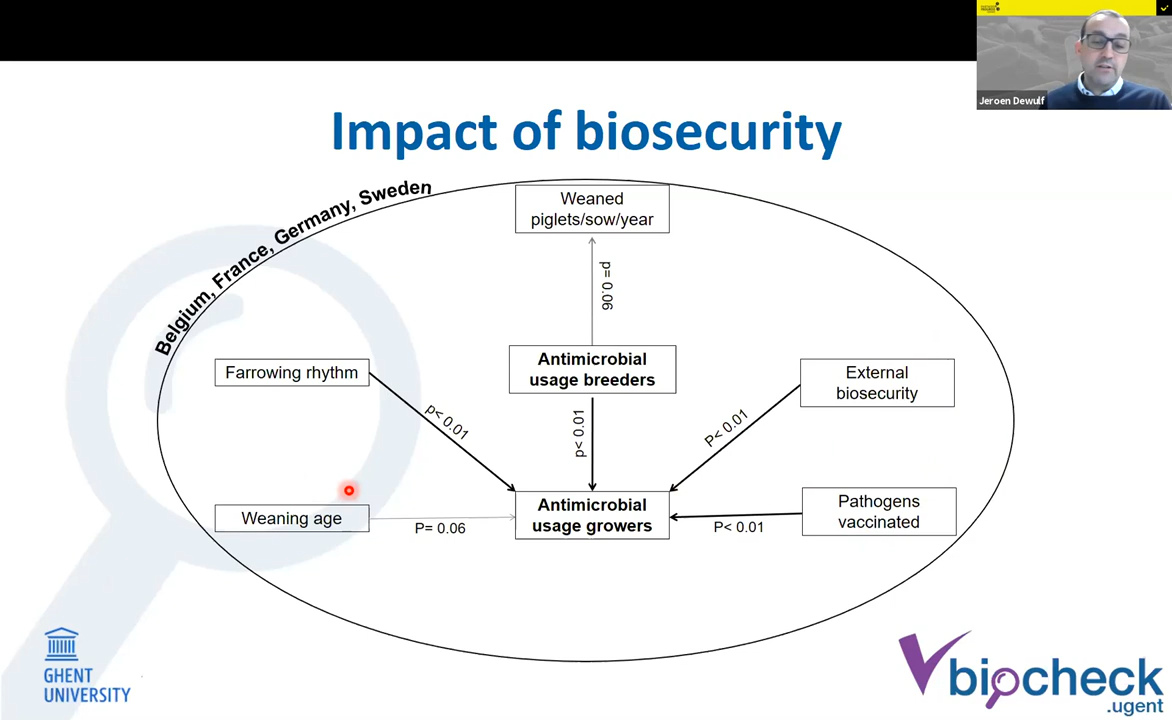 Jeroen Dewulf
Impact of biosecurity
Belgium, France, Germany, Sweden
Weaned
piglets/sow/year
p= 0.06
Farrowing rhythm
Antimicrobial
usage breeders
External
biosecurity
p< 0.01
p< 0.01
P< 0.01
Weaning age
P= 0.06
Antimicrobial
usage growers
P< 0.01
Pathogens
vaccinated
GHENT
UNIVERSITY
biocheck
.ugent